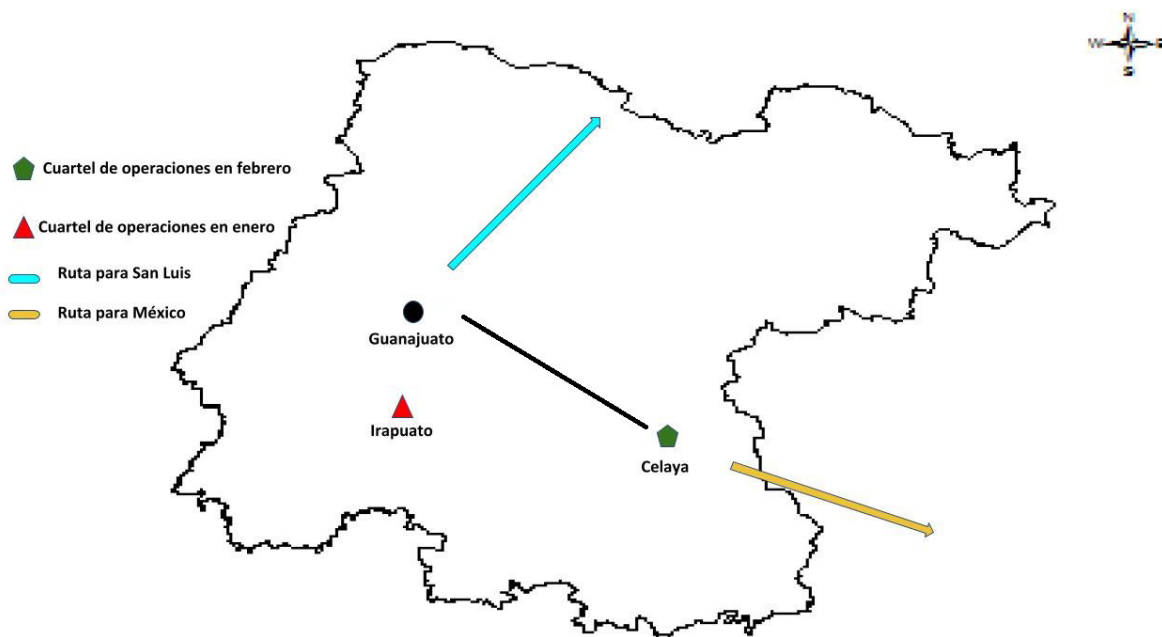 N
W E
S
Cuartel de operaciones en febrero
Cuartel de operaciones en enero
Ruta para San Luis
Ruta para México
Guanajuato
Irapuato
Celaya